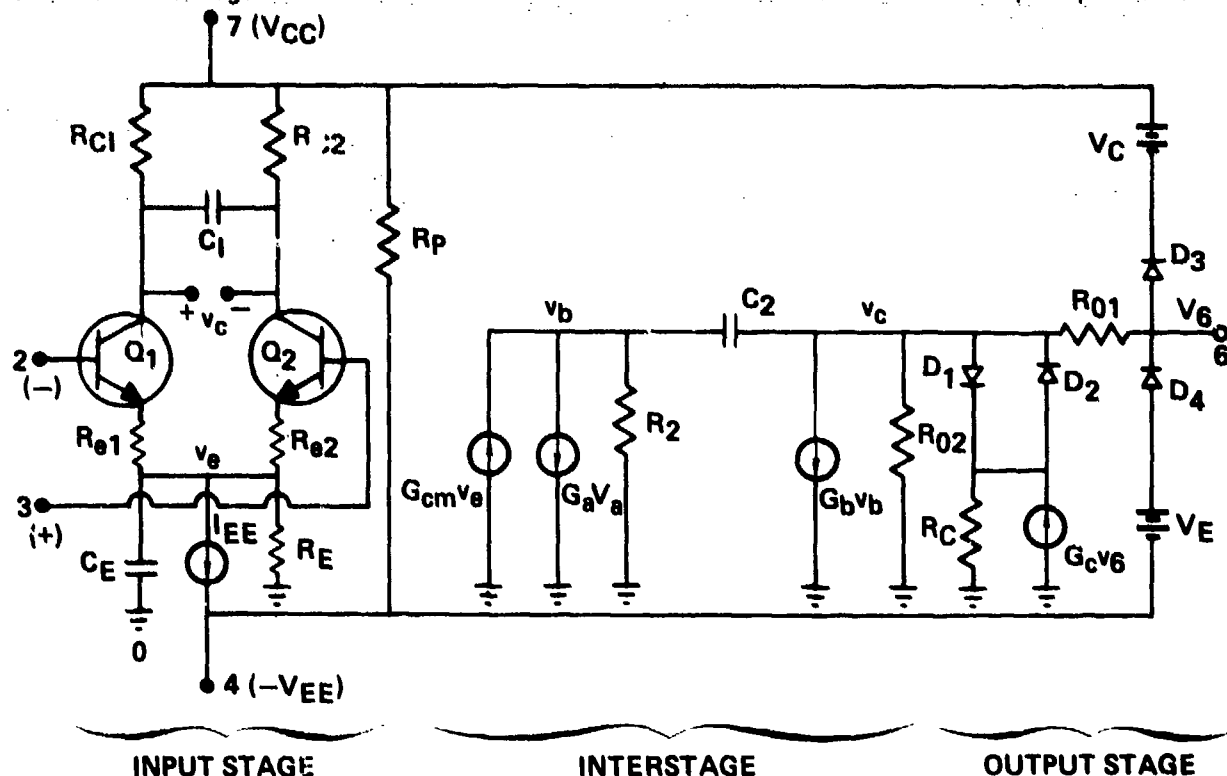 7 (VCC)
RCI
R :2
CI
RP
+ vc -
Q1
Q2
2
(-)
Re1
Re2
ve
3
(+)
IEE
CE
RE
0
4 (-VEE)
vb
C2
vc
Gcmve
GaVa
R2
Gbvb
R02
D1
D2
RC
Gcv6
R01
VC
D3
V6
6
D4
VE
INPUT STAGE
INTERSTAGE
OUTPUT STAGE